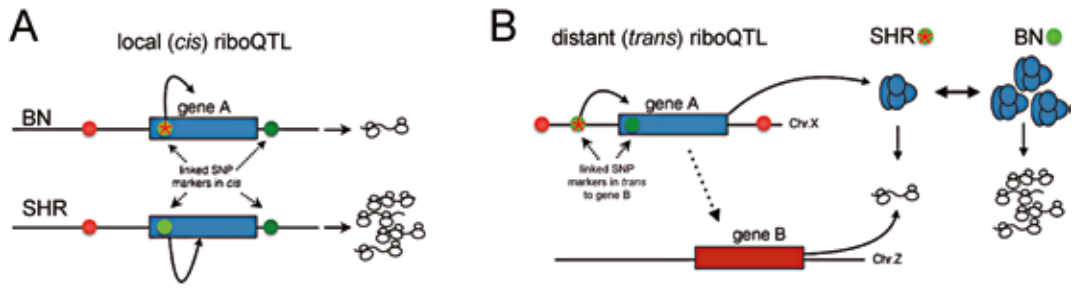 A
local (cis) riboQTL
BN
gene A
linked SNP
markers in cis
SHR
B
distant (trans) riboQTL
SHR
BN
gene A
Chr.X
linked SNP
markers in trans
to gene B
gene B
Chr.Z